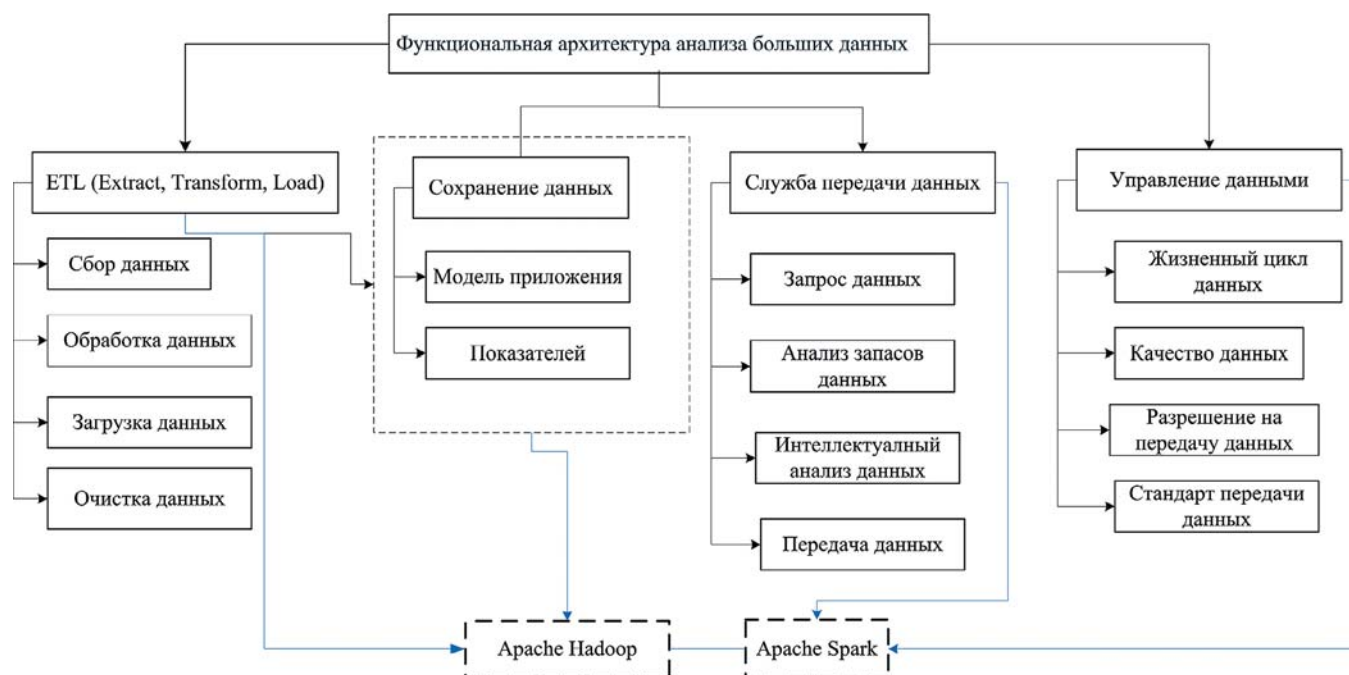 Функциональная архитектура анализа больших данных
ETL (Extract, Transform, Load)
Сбор данных
Обработка данных
Загрузка данных
Очистка данных
Сохранение данных
Модель приложения
Показателей
Служба передачи данных
Запрос данных
Анализ запасов
данных
Интеллектуалный
анализ данных
Передача данных
Управление данными
Жизненный цикл
данных
Качество данных
Разрешение на
передачу данных
Стандарт передачи
данных
Apache Hadoop
Apache Spark